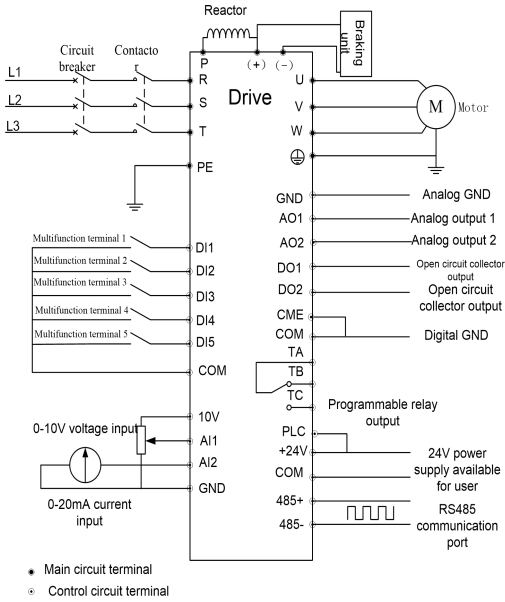 Reactor
Braking
unit
Circuit
breaker
Contacto
r
P
(+)
(-)
L1
R
U
L2
S
Drive
V
M
Motor
L3
T
W
PE
GND
Analog GND
AO1
Analog output 1
Multifunction terminal 1
DI1
AO2
Analog output 2
Multifunction terminal 2
DI2
DO1
Open circuit collector
output
Multifunction terminal 3
DI3
DO2
Open circuit
collector output
Multifunction terminal 4
DI4
CME
Multifunction terminal 5
DI5
COM
Digital GND
TA
COM
TB
TC
Programmable relay
output
10V
0-10V voltage input
AI1
PLC
+24V
24V power
supply available
for user
AI2
COM
GND
0-20mA current
input
485+
485-
RS485
communication
port
Main circuit terminal
Control circuit terminal